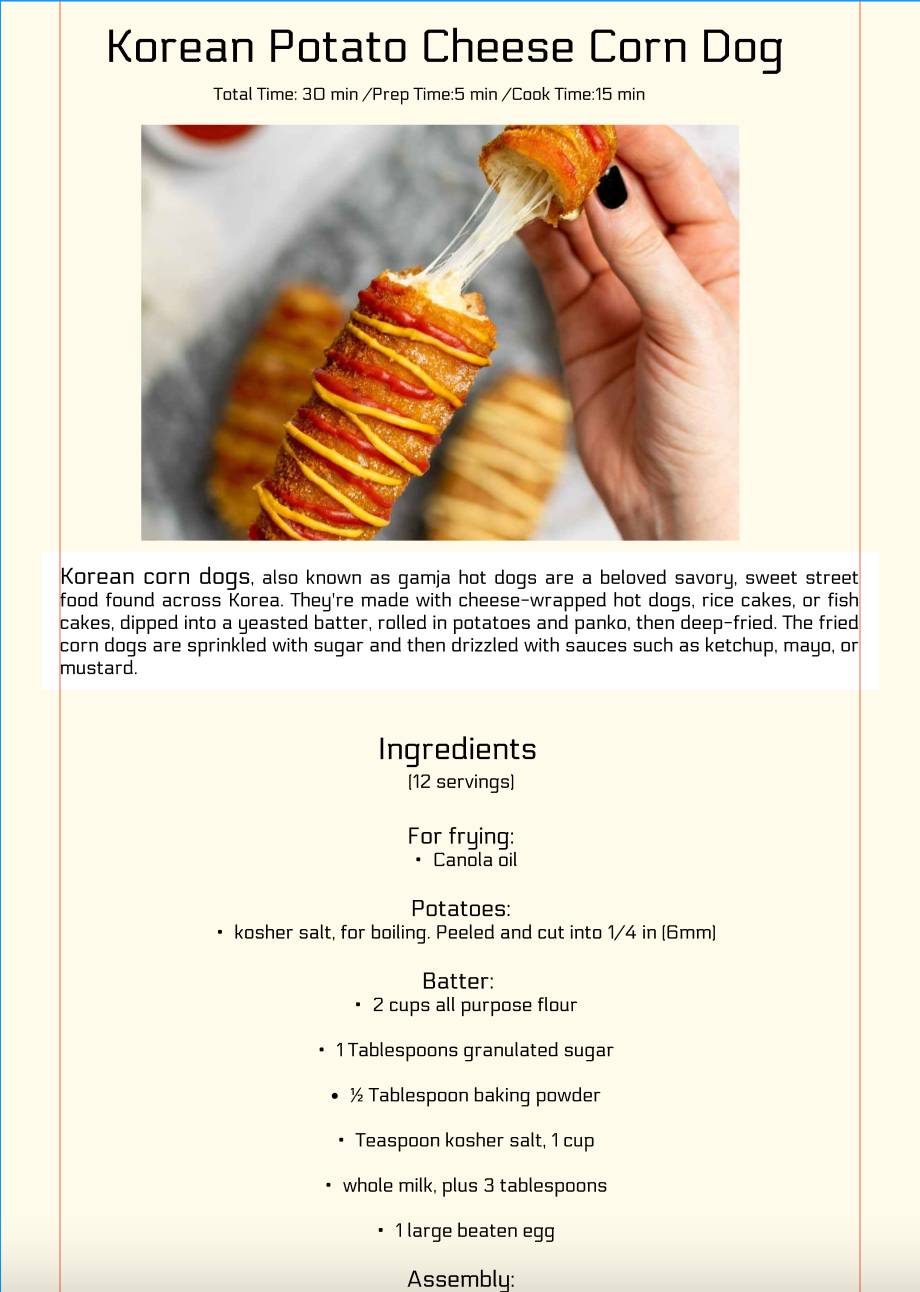 Korean Potato Cheese Corn Dog
Total Time: 30 min /Prep Time:5 min /Cook Time:15 min
Korean corn dogs, also known as gamja hot dogs are a beloved savory, sweet street
food found across Korea. They're made with cheese-wrapped hot dogs, rice cakes, or fish
cakes, dipped into a yeasted batter, rolled in potatoes and panko, then deep-fried. The fried
corn dogs are sprinkled with sugar and then drizzled with sauces such as ketchup, mayo, or
mustard.
Ingredients
(12 servings)
For frying:
• Canola oil
Potatoes:
• kosher salt, for boiling. Peeled and cut into 1/4 in (6mm)
Batter:
• 2 cups all purpose flour
• 1 Tablespoons granulated sugar
• ½ Tablespoon baking powder
• Teaspoon kosher salt, 1 cup
• whole milk, plus 3 tablespoons
• 1 large beaten egg
Assembly: